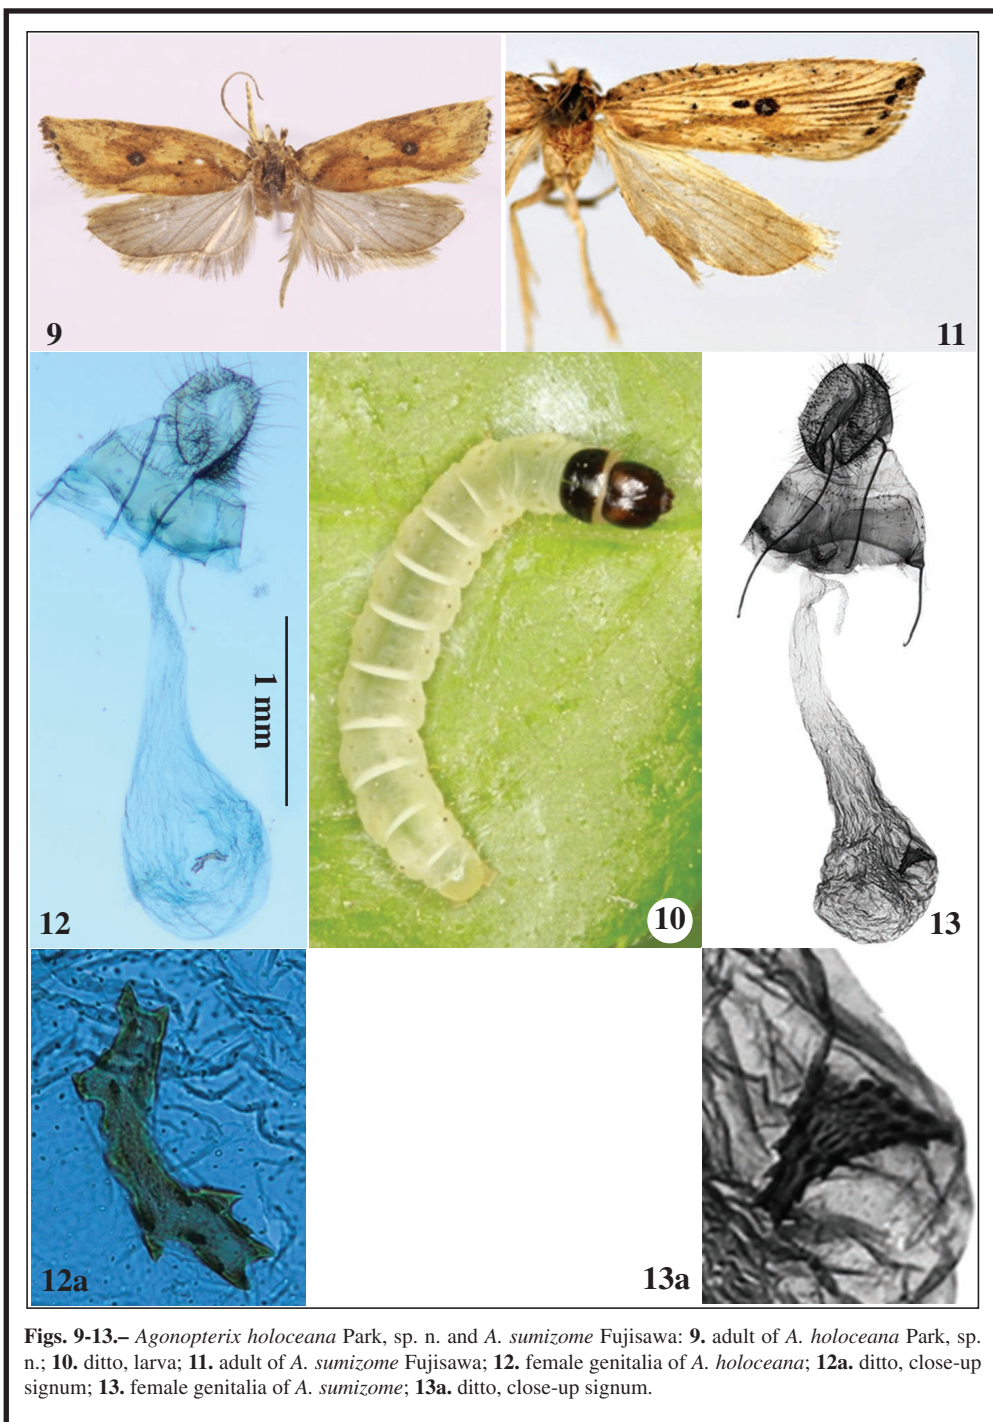 9
11
12
1 mm
10
13
12a
13a
Figs. 9-13.– Agonopterix holoceana Park, sp. n. and A. sumizome Fujisawa: 9. adult of A. holoceana Park, sp.
n.; 10. ditto, larva; 11. adult of A. sumizome Fujisawa; 12. female genitalia of A. holoceana; 12a. ditto, close-up
signum; 13. female genitalia of A. sumizome; 13a. ditto, close-up signum.